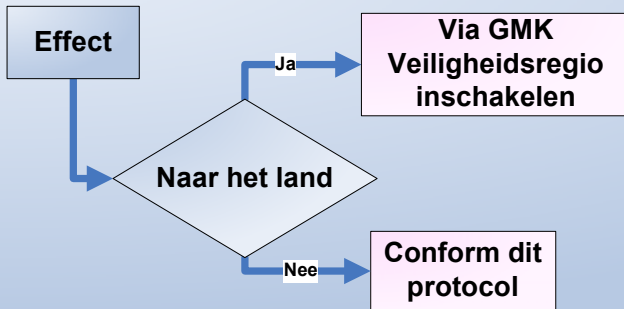 Effect
Ja
Via GMK
Veiligheidsregio
inschakelen
Naar het land
Nee
Conform dit
protocol